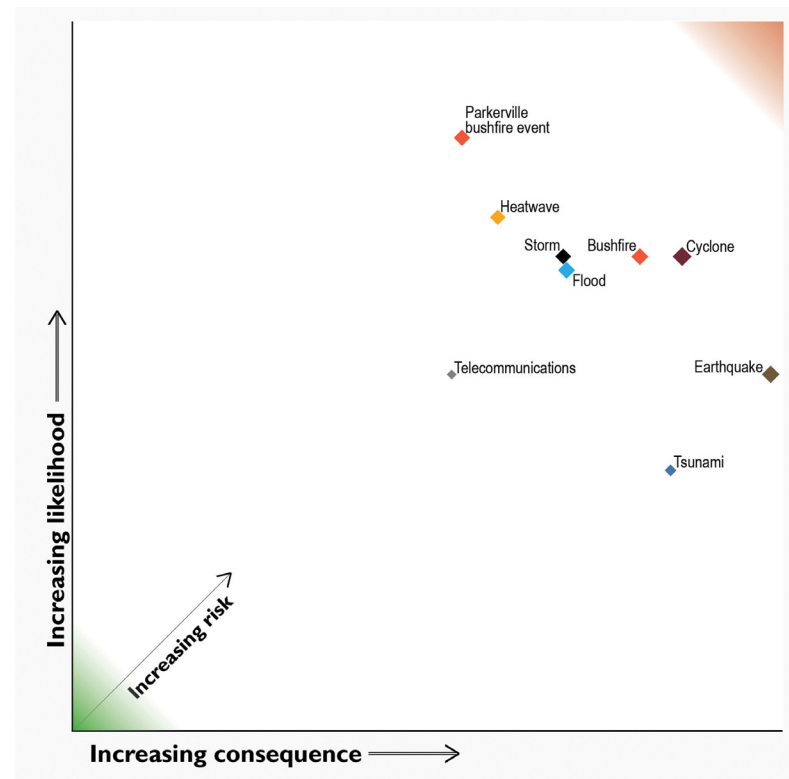 Parkerville
bushfire event
Heatwave
Storm
Bushfire
Cyclone
Flood
Telecommunications
Earthquake
Tsunami
Increasing likelihood
Increasing risk
Increasing consequence